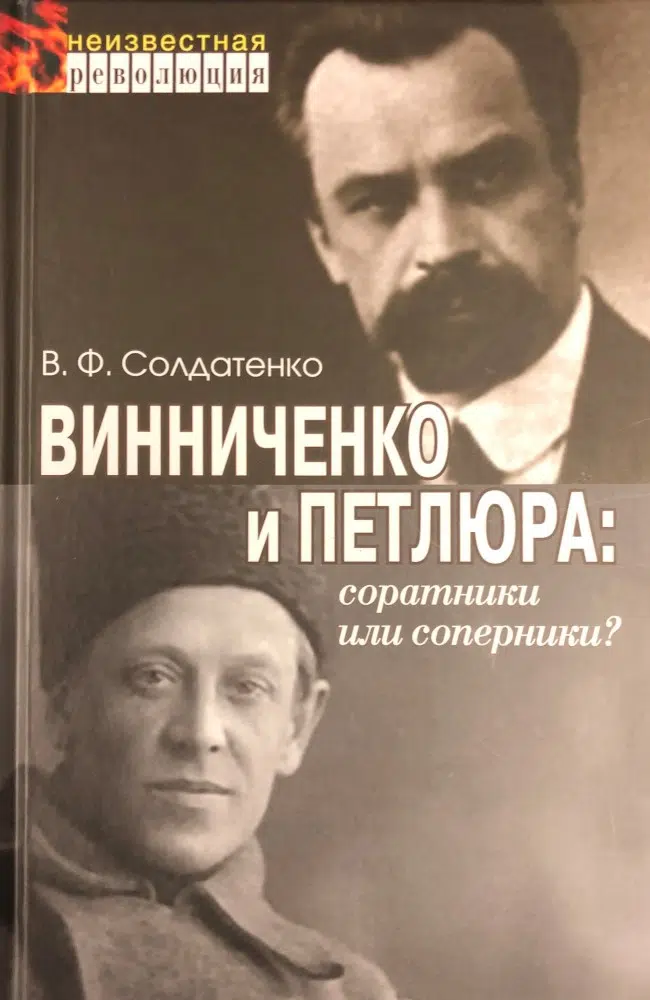 неизвестная
революция
В. Ф. Солдатенко
ВИННИЧЕНКО
и ПЕТЛЮРА:
соратники
или соперники?